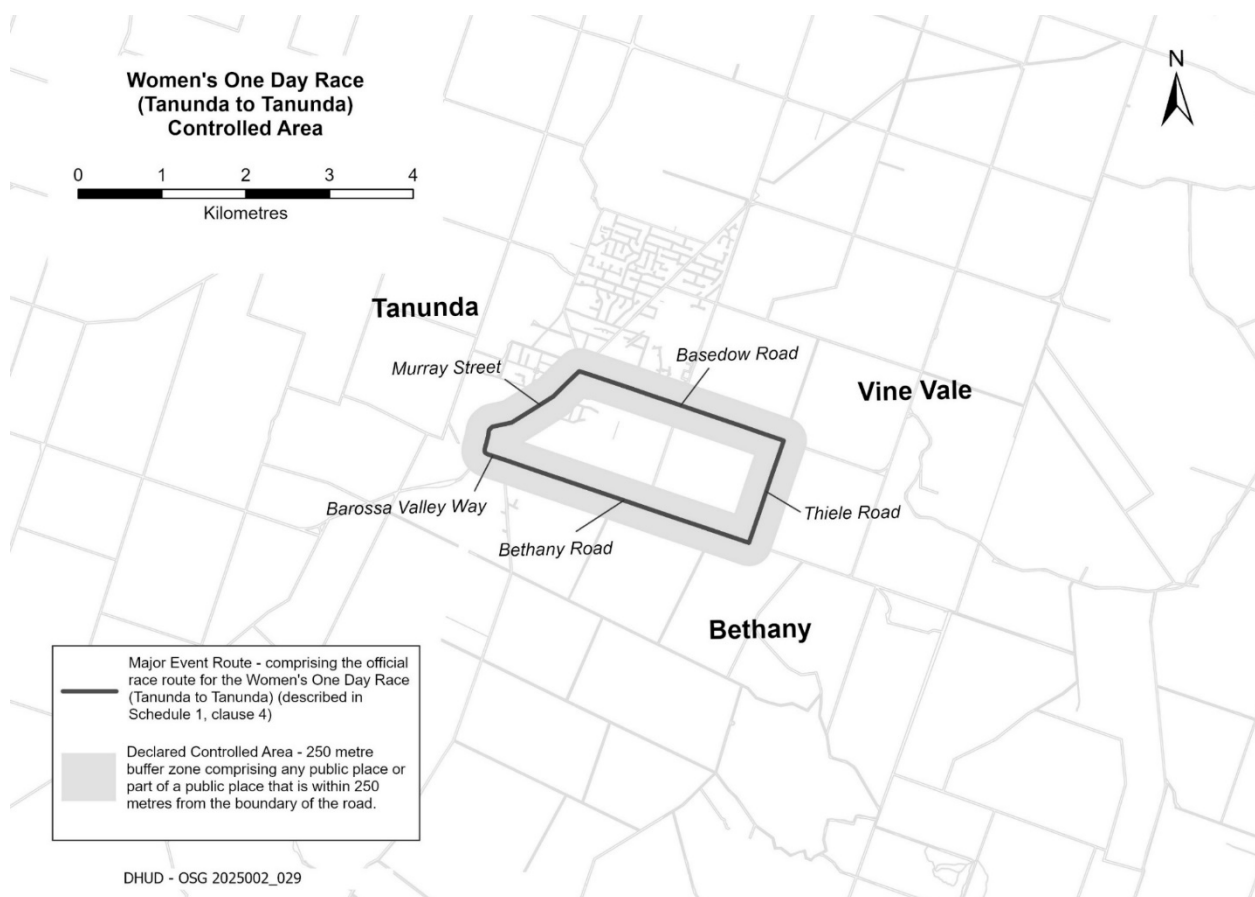 Women's One Day Race
(Tanunda to Tanunda)
Controlled Area
N
0 1 2 3 4
Kilometres
Tanunda
Murray Street
Basedow Road
Vine Vale
Barossa Valley Way
Thiele Road
Bethany Road
Bethany
Major Event Route - comprising the official
race route for the Women's One Day Race
(Tanunda to Tanunda) (described in
Schedule 1, clause 4)
Declared Controlled Area - 250 metre
buffer zone comprising any public place or
part of a public place that is within 250
metres from the boundary of the road.
DHUD - OSG 2025002_029